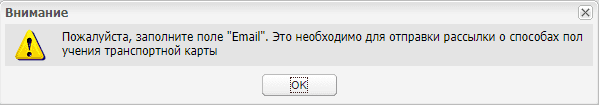 Внимание
Пожалуйста, заполните поле "Email". Это необходимо для отправки рассылки о способах пол
учения транспортной карты
OK